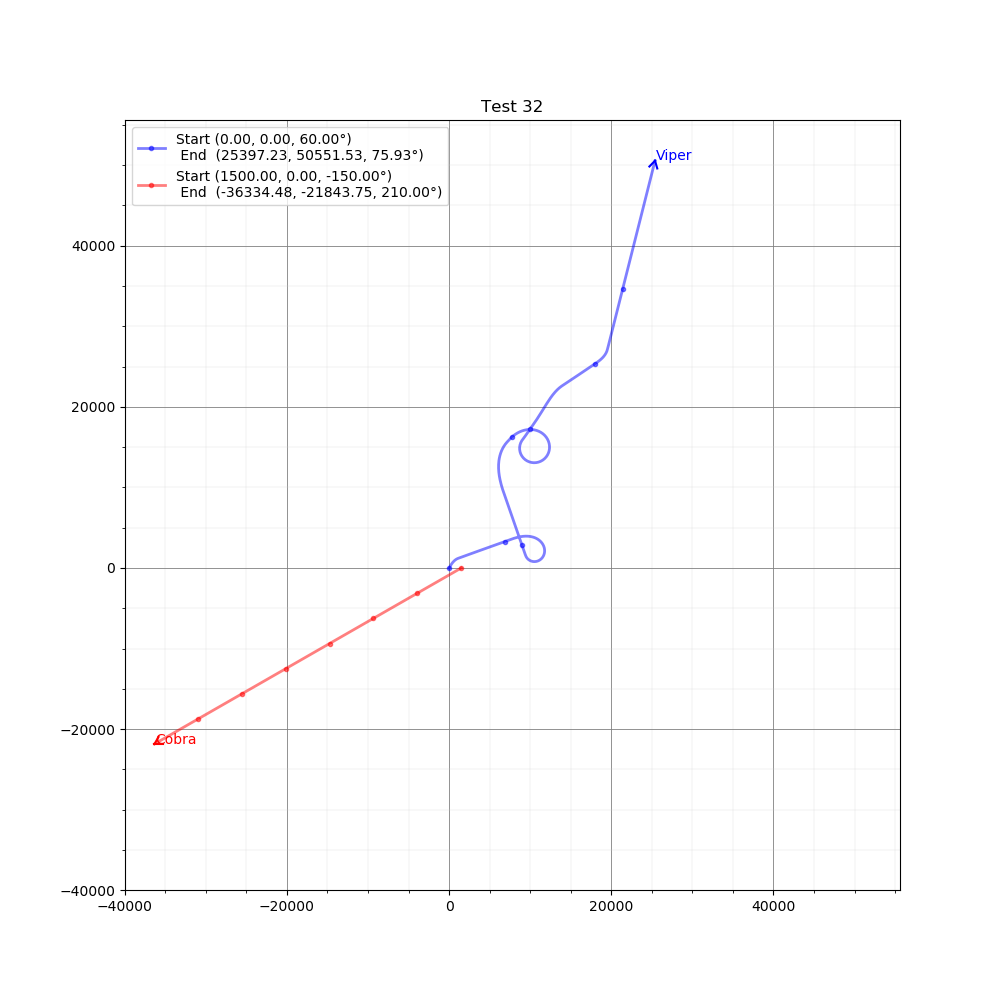 Test 32
Start (0.00, 0.00, 60.00°)
End (25397.23, 50551.53, 75.93°)
Start (1500.00, 0.00, -150.00°)
End (-36334.48, -21843.75, 210.00°)
Viper
Cobra
40000
20000
0
−20000
−40000
−40000 −20000 0 20000 40000